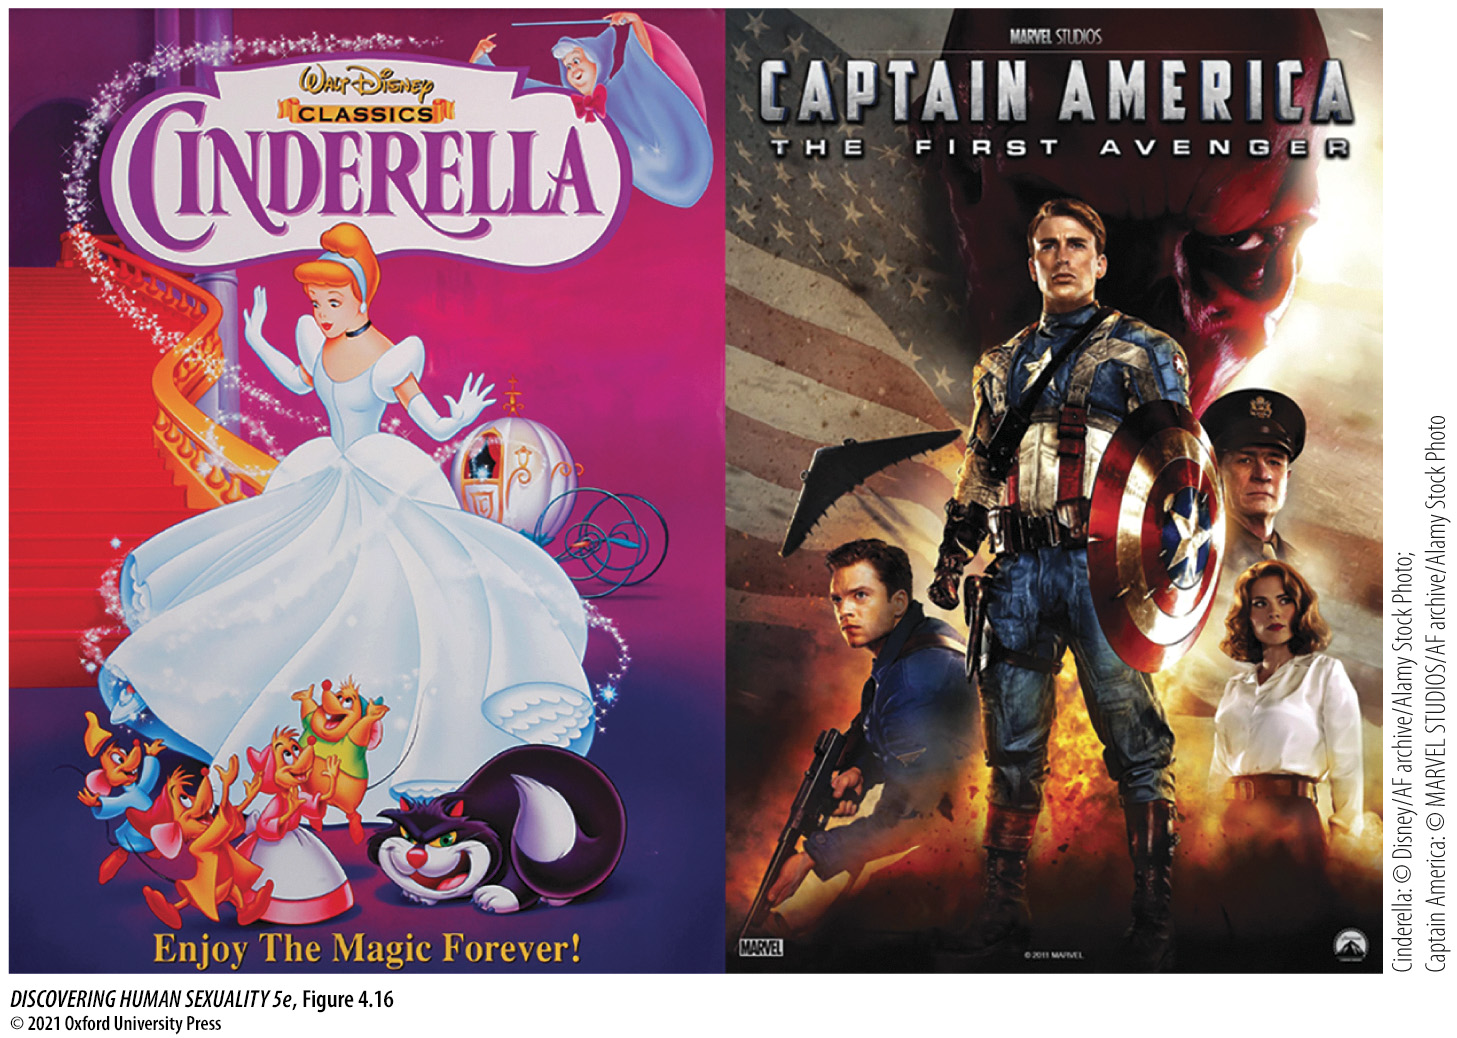 WALT DISNEY
CLASSICS
CINDERELLA
Enjoy The Magic Forever!
MARVEL STUDIOS
CAPTAIN AMERICA
THE FIRST AVENGER
MARVEL
© 2011 MARVEL
Cinderella: © Disney/AF archive/Alamy Stock Photo;
Captain America: © MARVEL STUDIOS/AF archive/Alamy Stock Photo
DISCOVERING HUMAN SEXUALITY 5e, Figure 4.16
© 2021 Oxford University Press